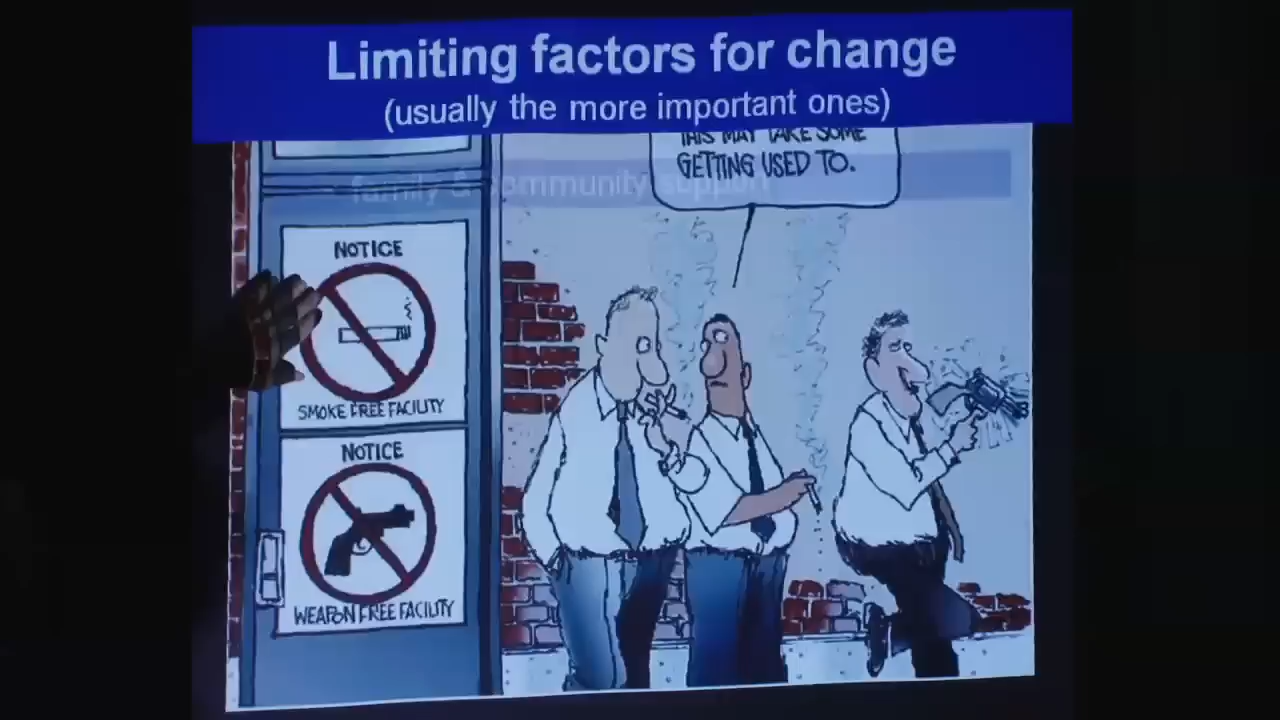 Limiting factors for change
(usually the more important ones)
THIS MAY TAKE SOME
GETTING USED TO.
family & community support
NOTICE
SMOKE FREE FACILITY
NOTICE
WEAPON FREE FACILITY